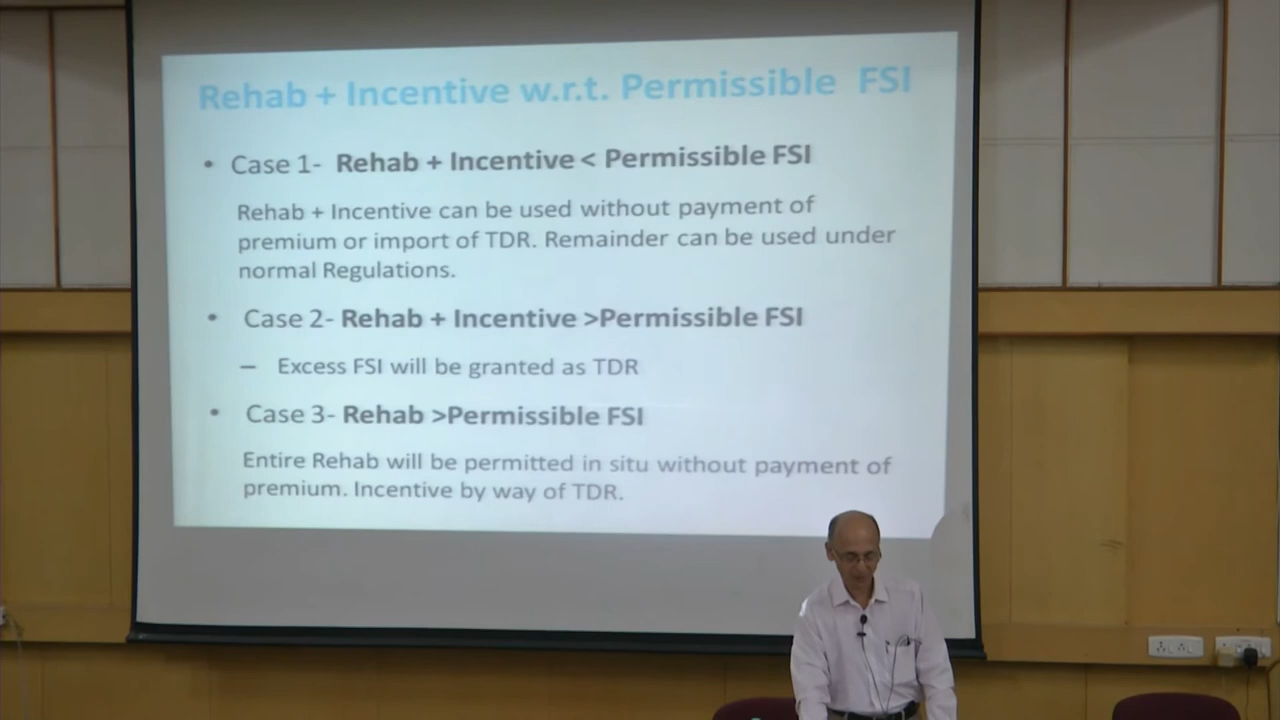 Rehab + Incentive w.r.t. Permissible FSI
• Case 1- Rehab + Incentive < Permissible FSI
Rehab + Incentive can be used without payment of
premium or import of TDR. Remainder can be used under
normal Regulations.
• Case 2- Rehab + Incentive >Permissible FSI
– Excess FSI will be granted as TDR
• Case 3- Rehab >Permissible FSI
Entire Rehab will be permitted in situ without payment of
premium. Incentive by way of TDR.